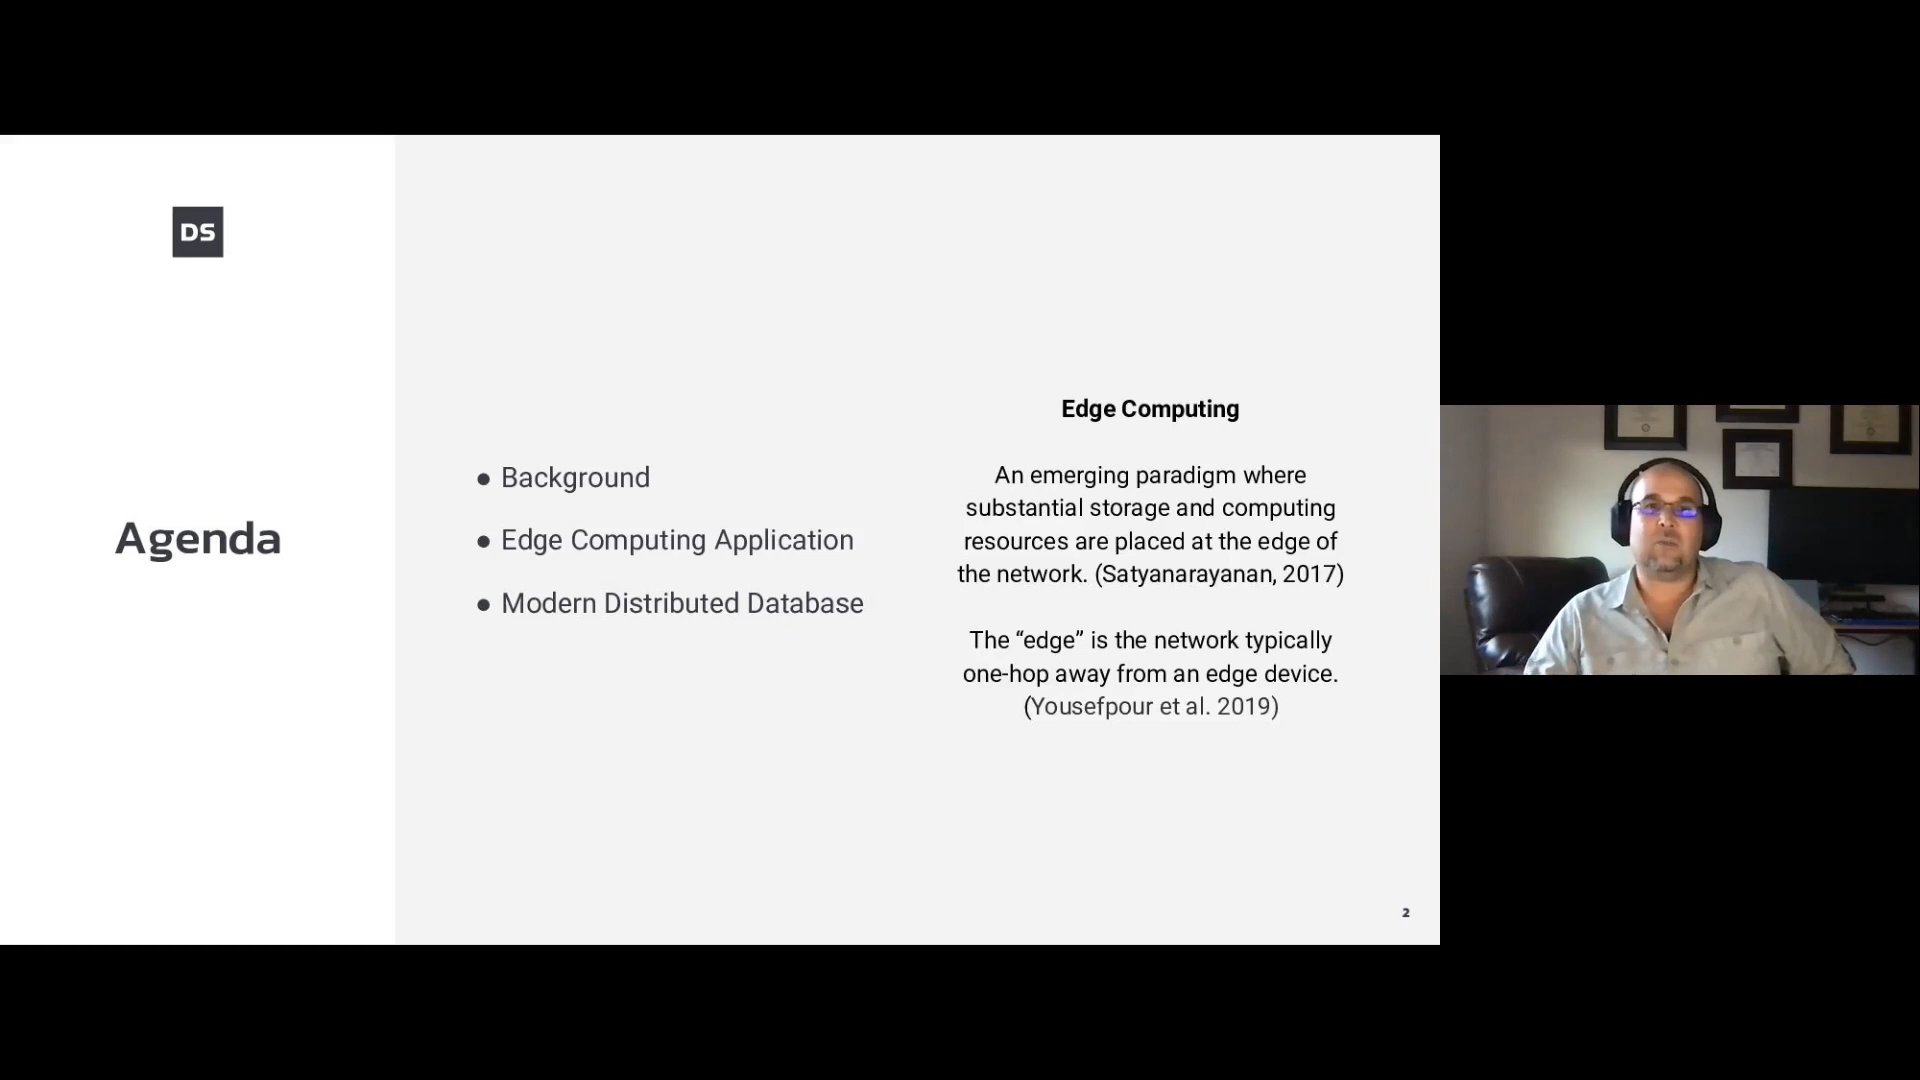 DS
Agenda
● Background
● Edge Computing Application
● Modern Distributed Database
Edge Computing
An emerging paradigm where
substantial storage and computing
resources are placed at the edge of
the network. (Satyanarayanan, 2017)
The “edge” is the network typically
one-hop away from an edge device.
(Yousefpour et al. 2019)
2